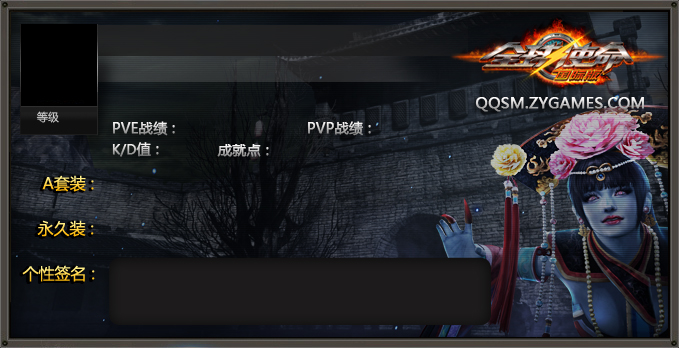 全球使命
国际版
QQSM.ZYGAMES.COM
等级
PVE战绩： PVP战绩：
K/D值： 成就点：
A套装：
永久装：
个性签名：